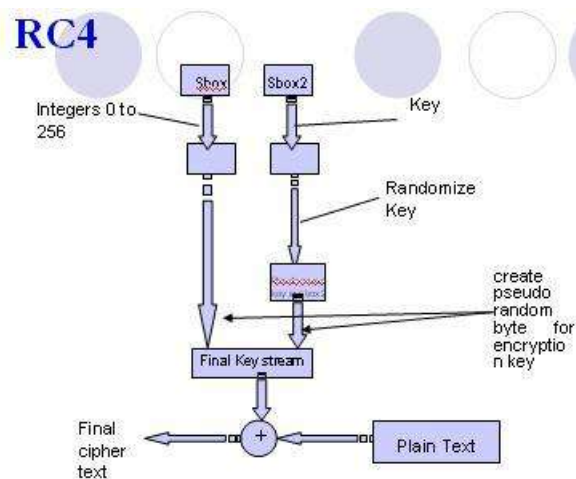 RC4
Sbox
Sbox2
Integers 0 to
256
Key
Randomize
Key
create
pseudo
random
byte for
encryptio
n key
Final Key stream
+
Final
cipher
text
Plain Text